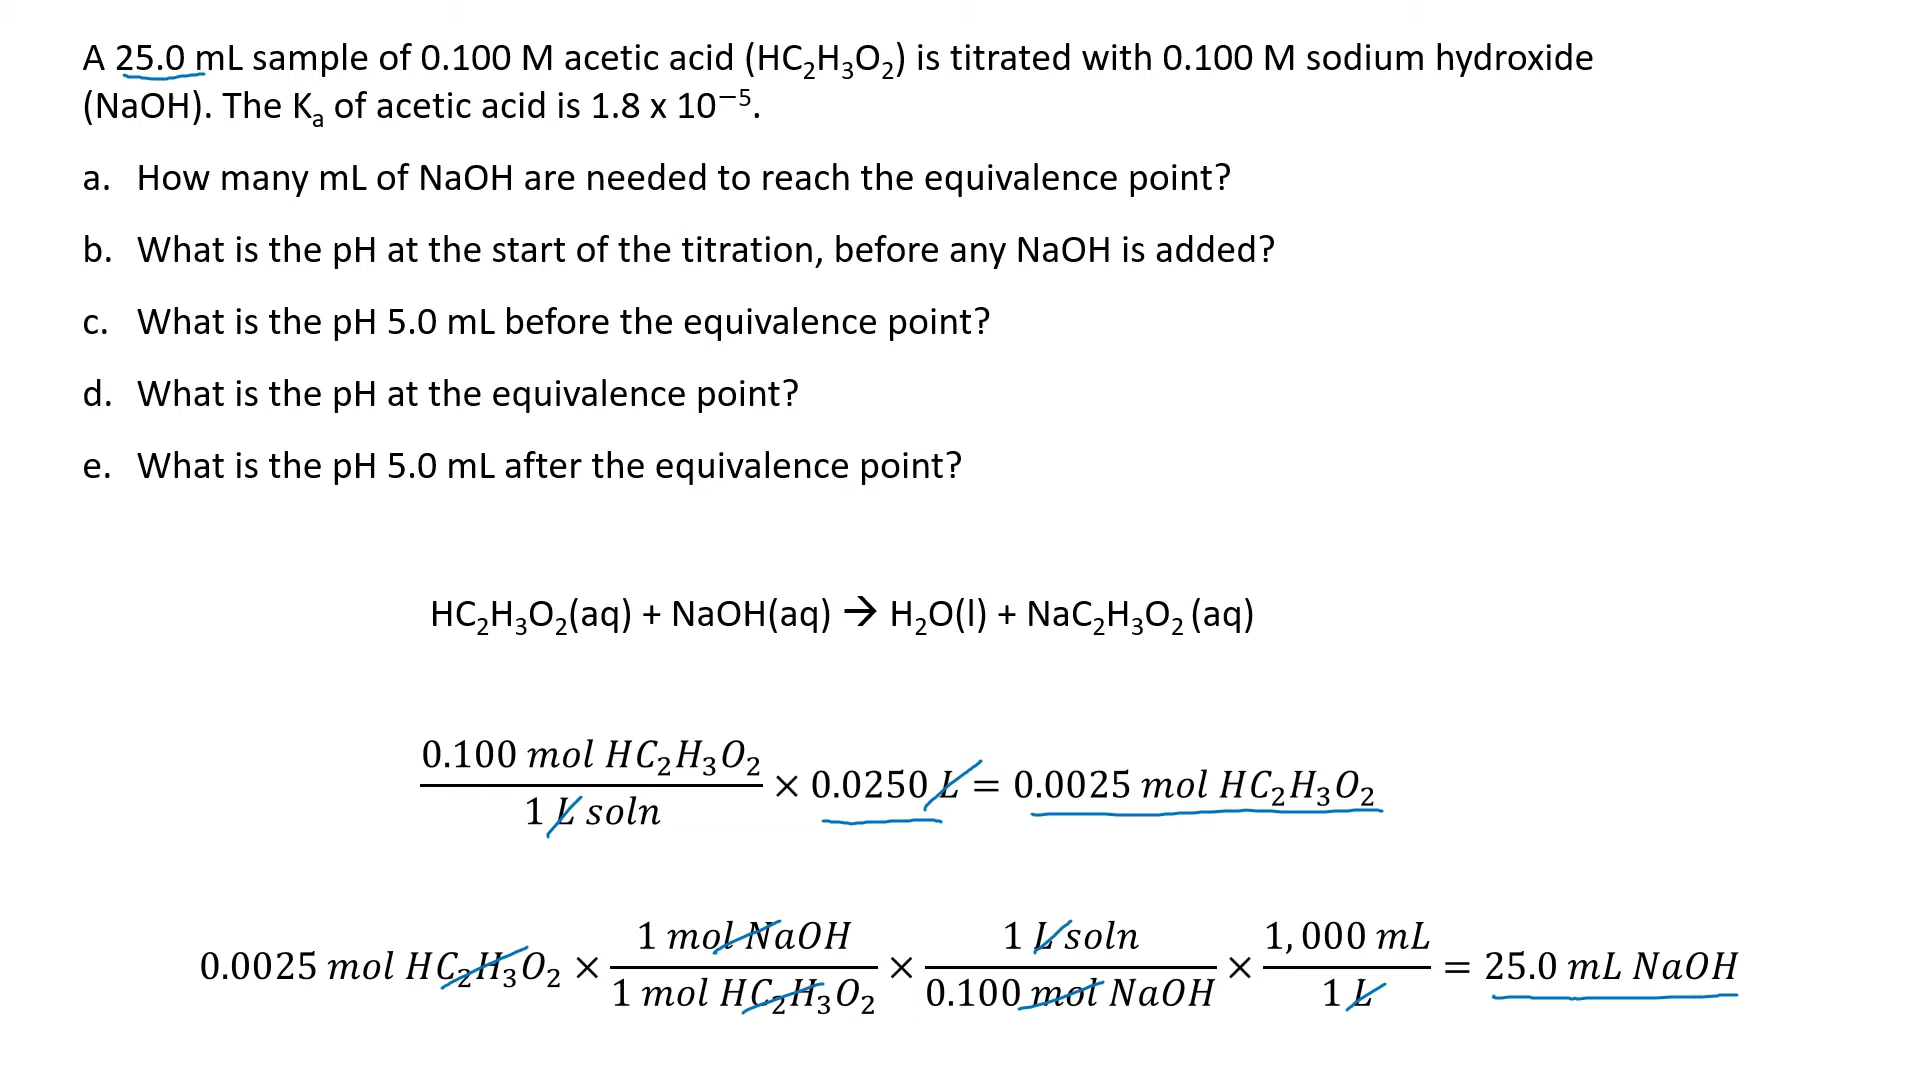 A 25.0 mL sample of 0.100 M acetic acid (HC₂H₃O₂) is titrated with 0.100 M sodium hydroxide
(NaOH). The Kₐ of acetic acid is 1.8 x 10⁻⁵.
a. How many mL of NaOH are needed to reach the equivalence point?
b. What is the pH at the start of the titration, before any NaOH is added?
c. What is the pH 5.0 mL before the equivalence point?
d. What is the pH at the equivalence point?
e. What is the pH 5.0 mL after the equivalence point?
HC₂H₃O₂(aq) + NaOH(aq) → H₂O(l) + NaC₂H₃O₂ (aq)
0.100 mol HC₂H₃O₂
1 L soln
× 0.0250 L = 0.0025 mol HC₂H₃O₂
0.0025 mol HC₂H₃O₂ ×
1 mol NaOH
1 mol HC₂H₃O₂
×
1 L soln
0.100 mol NaOH
×
1,000 mL
1 L
= 25.0 mL NaOH